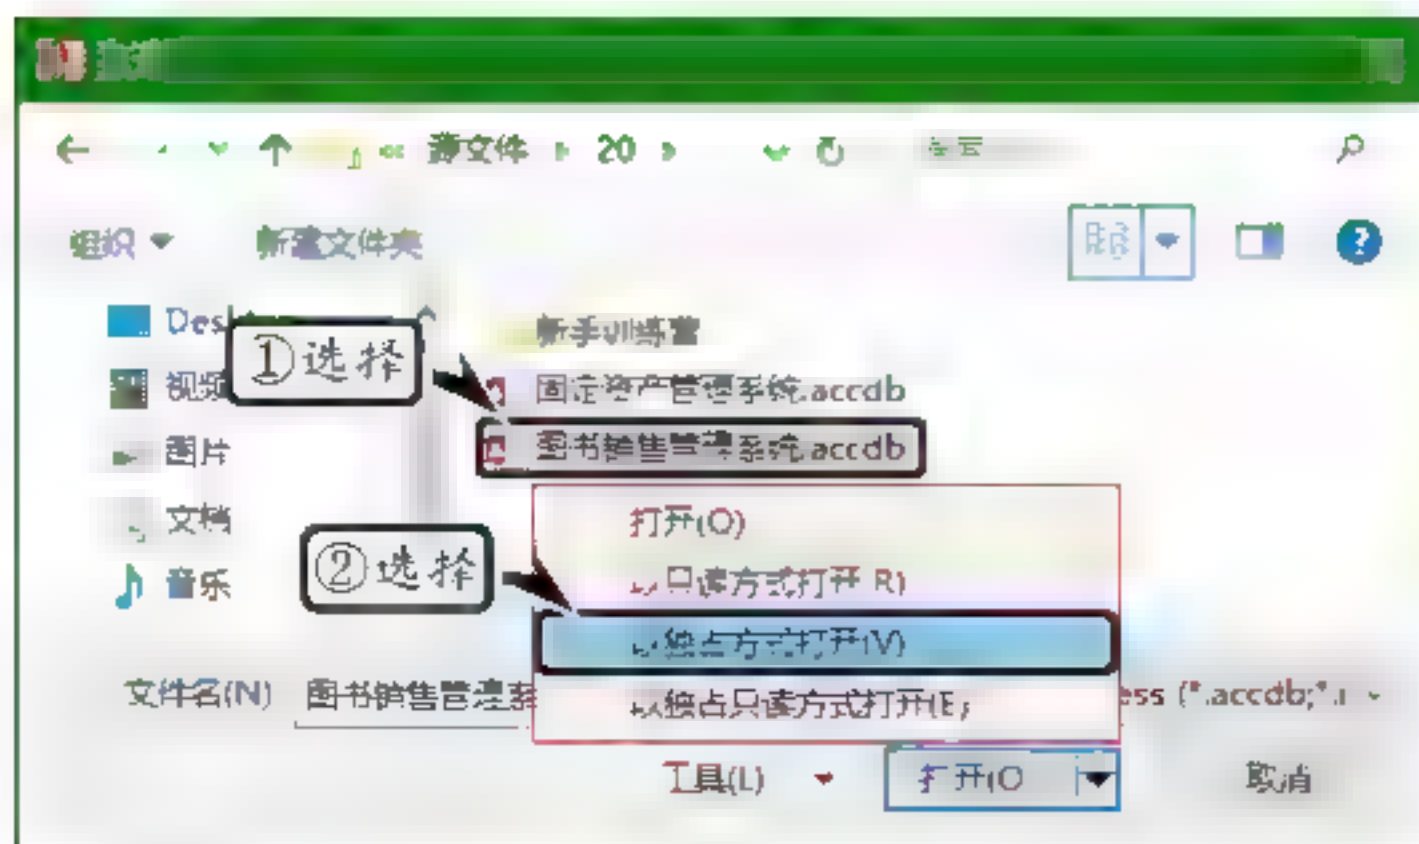 源文件 20
组织 新建文件夹
新手训练营
①选择
视频
固定资产管理系统.accdb
图片
图书销售管理系统.accdb
文档
打开(O)
②选择
以只读方式打开(R)
音乐
以独占方式打开(V)
文件名(N) 图书销售管理系
(*.accdb;*.
以独占只读方式打开(E)
工具(L) 打开(O 取消